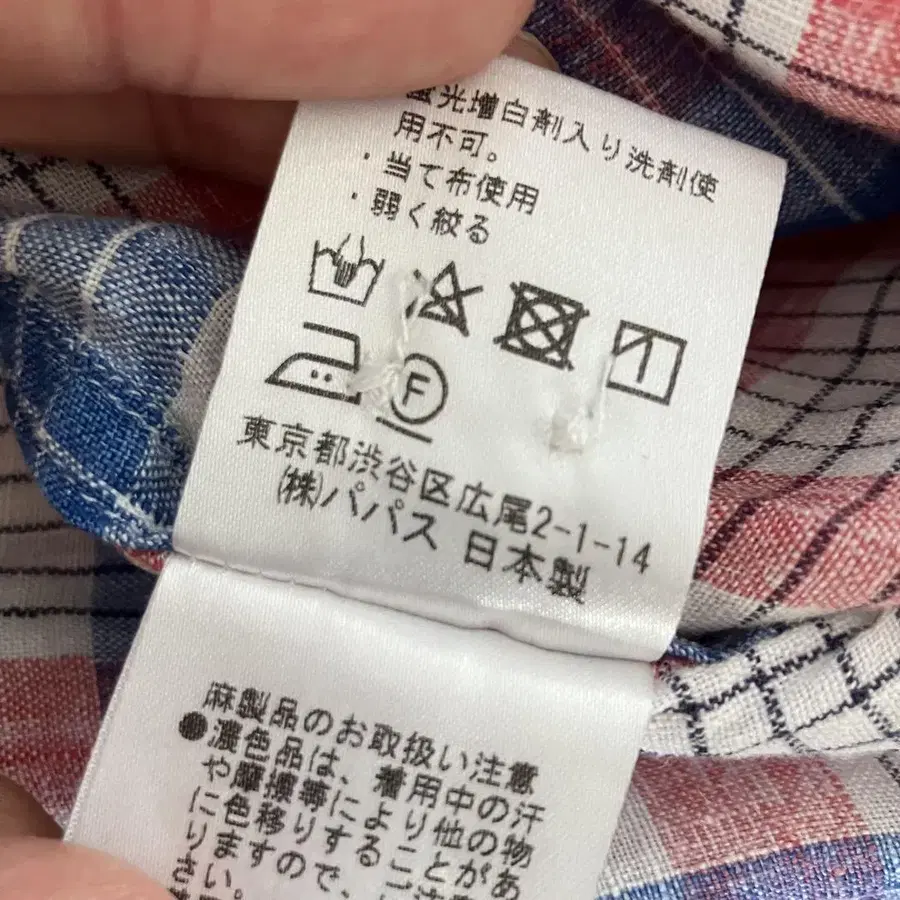 蛍光増白剤入り洗剤使
用不可。
・当て布使用
・弱く絞る
F
東京都渋谷区広尾2-1-14
(株)パパス 日本製
麻製品のお取扱い注意
●濃色品は、着用中の汗
や摩擦等により他の物
に色移りすることがあ
りますので、ご注
さい。